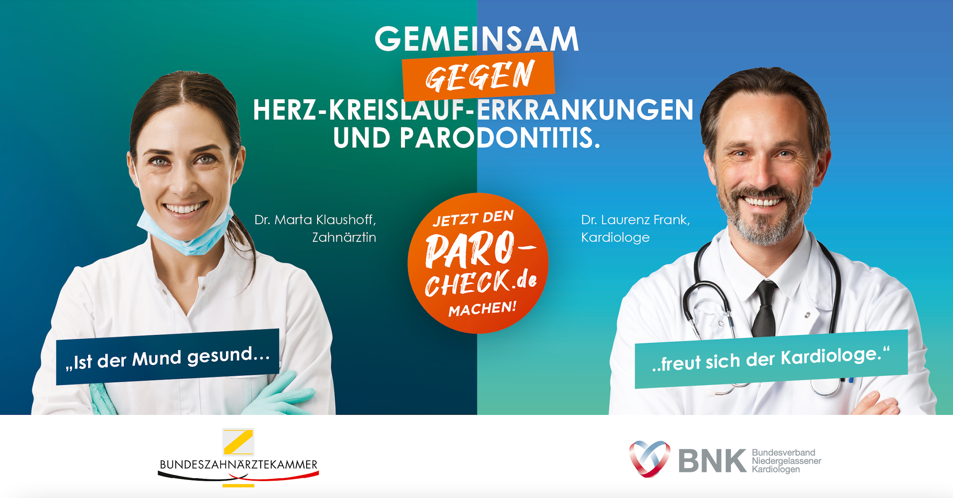 GEMEINSAM
GEGEN
HERZ-KREISLAUF-ERKRANKUNGEN
UND PARODONTITIS.
Dr. Marta Klaushoff,
Zahnärztin
JETZT DEN
PARO-
CHECK.de
MACHEN!
Dr. Laurenz Frank,
Kardiologe
„Ist der Mund gesund...
..freut sich der Kardiologe.“
BUNDESZAHNÄRZTEKAMMER
BNK
Bundesverband
Niedergelassener
Kardiologen